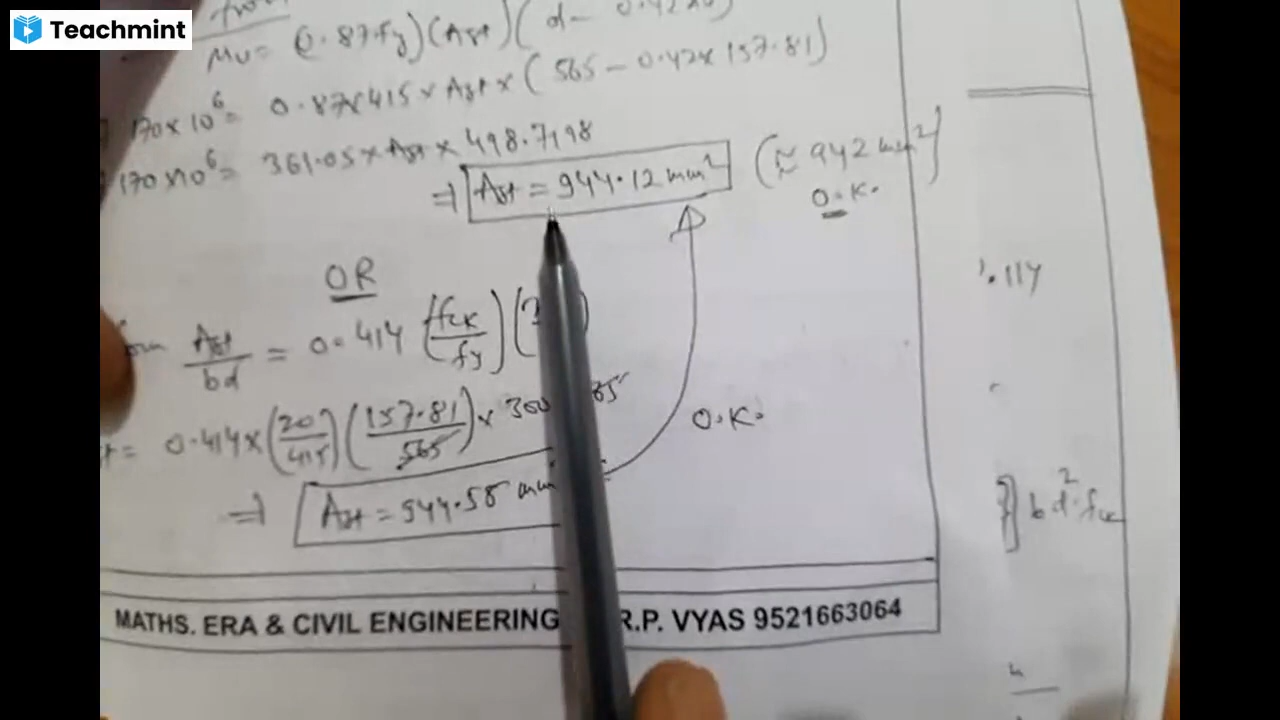 Teachmint
from
Mu = (0.87fy)(Ast)(d - 0.42xu)
170 × 10⁶ = 0.87×415 × Ast × (565 - 0.42×157.81)
170×10⁶ = 361.05 × Ast × 498.7198
⇒ Ast = 944.12 mm² (≈ 942 mm²)
O.K.
OR
Ast/bd = 0.414 (fck/fy)(
= 0.414×(20/415)(157.81/565)× 300
O.K.
⇒ Ast = 944.58 mm
MATHS. ERA & CIVIL ENGINEERING R.P. VYAS 9521663064
.114
}] bd². fck